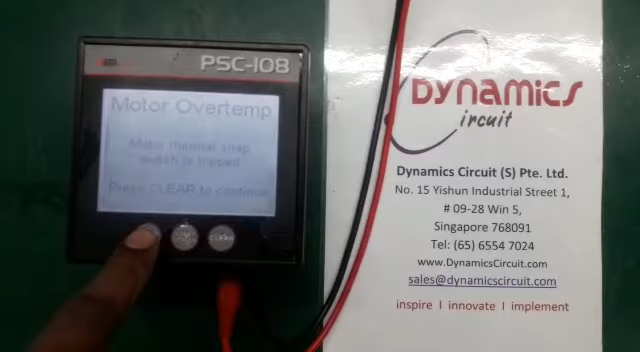 PSC-108
Motor Overtemp
Motor thermal snap
switch is tripped
Press CLEAR to continue
CLEAR
DYNAMICS
ircuit
Dynamics Circuit (S) Pte. Ltd.
No. 15 Yishun Industrial Street 1,
# 09-28 Win 5,
Singapore 768091
Tel: (65) 6554 7024
www.DynamicsCircuit.com
sales@dynamicscircuit.com
inspire I innovate I implement